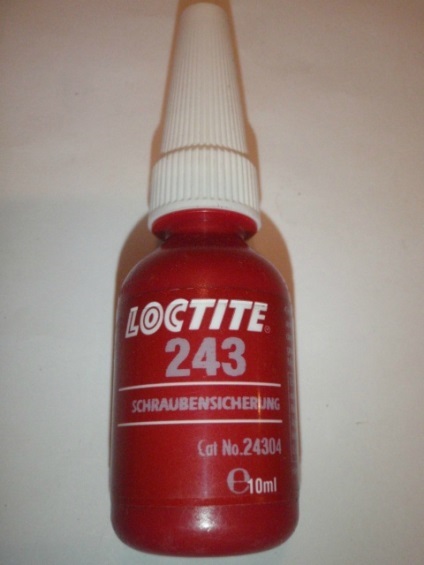 LOCTITE®
243
SCHRAUBENSICHERUNG
Cat No.24304
℮10ml